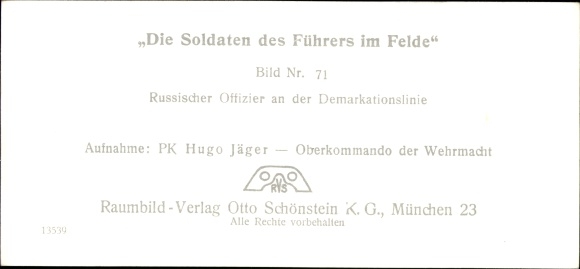 „Die Soldaten des Führers im Felde“
Bild Nr. 71
Russischer Offizier an der Demarkationslinie
Aufnahme: PK Hugo Jäger — Oberkommando der Wehrmacht
RVS
Raumbild-Verlag Otto Schönstein K. G., München 23
Alle Rechte vorbehalten
13539